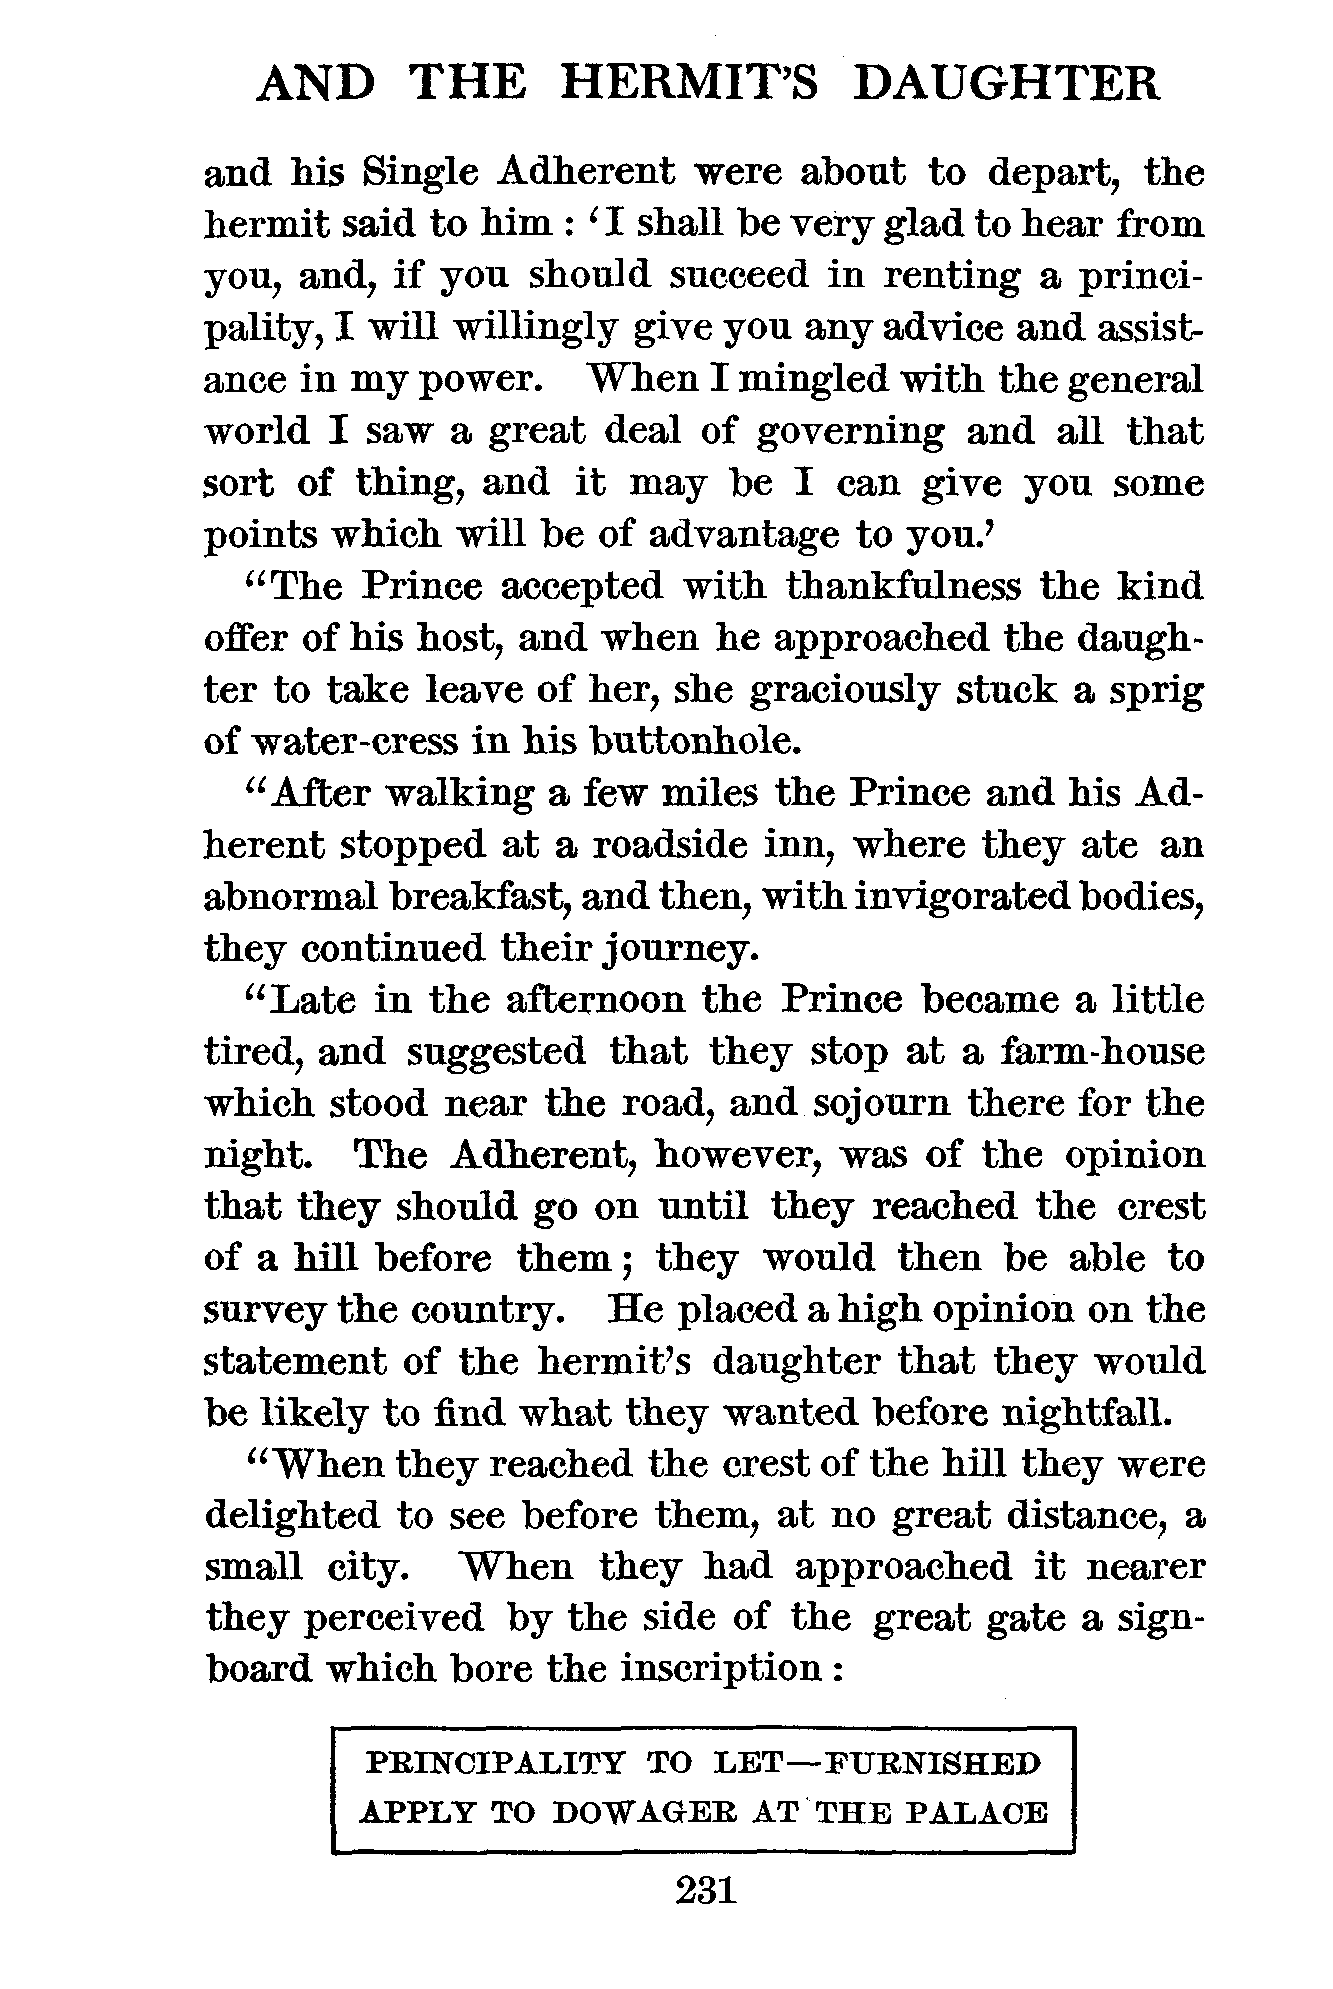 AND THE HERMIT'S DAUGHTER
and his Single Adherent were about to depart, the
hermit said to him : ‘I shall be very glad to hear from
you, and, if you should succeed in renting a princi-
pality, I will willingly give you any advice and assist-
ance in my power. When I mingled with the general
world I saw a great deal of governing and all that
sort of thing, and it may be I can give you some
points which will be of advantage to you.’
“The Prince accepted with thankfulness the kind
offer of his host, and when he approached the daugh-
ter to take leave of her, she graciously stuck a sprig
of water-cress in his buttonhole.
“After walking a few miles the Prince and his Ad-
herent stopped at a roadside inn, where they ate an
abnormal breakfast, and then, with invigorated bodies,
they continued their journey.
“Late in the afternoon the Prince became a little
tired, and suggested that they stop at a farm-house
which stood near the road, and sojourn there for the
night. The Adherent, however, was of the opinion
that they should go on until they reached the crest
of a hill before them ; they would then be able to
survey the country. He placed a high opinion on the
statement of the hermit’s daughter that they would
be likely to find what they wanted before nightfall.
“When they reached the crest of the hill they were
delighted to see before them, at no great distance, a
small city. When they had approached it nearer
they perceived by the side of the great gate a sign-
board which bore the inscription :
PRINCIPALITY TO LET—FURNISHED
APPLY TO DOWAGER AT THE PALACE
231